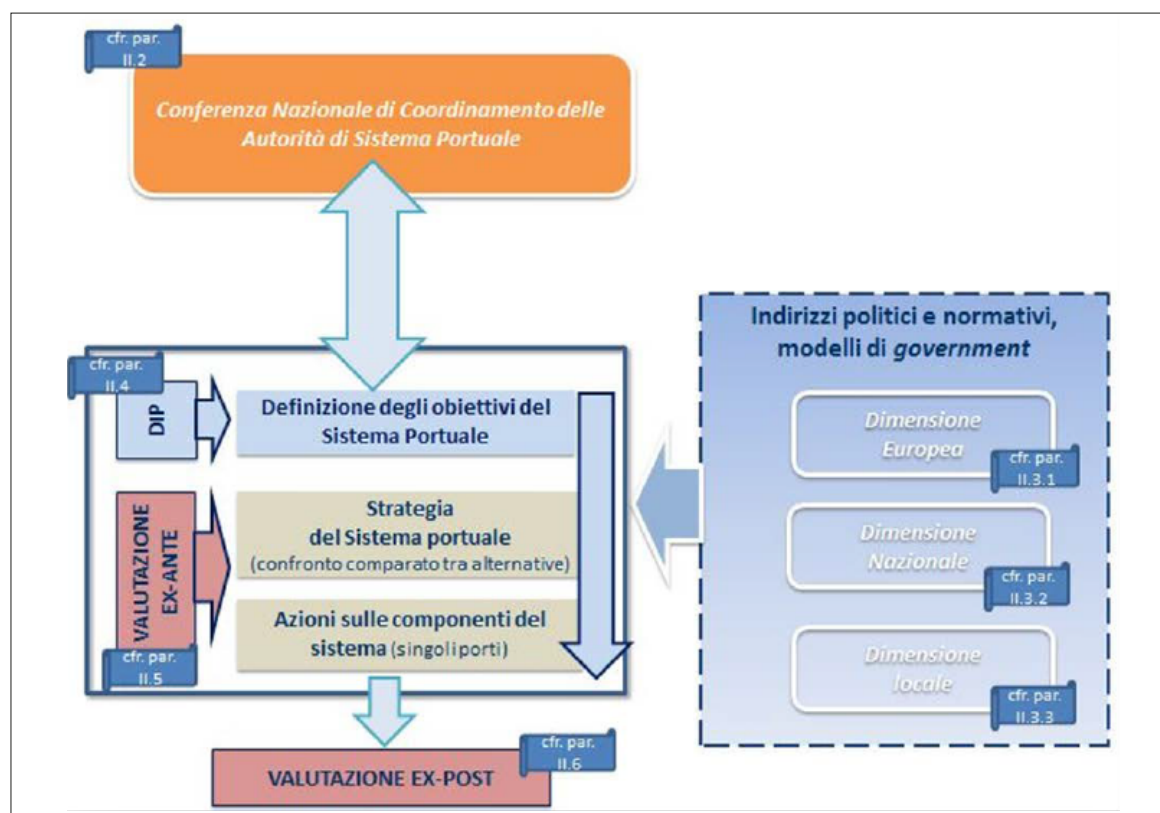 cfr. par.
II.2
Conferenza Nazionale di Coordinamento delle
Autorità di Sistema Portuale
cfr. par.
II.4
DIP
Definizione degli obiettivi del
Sistema Portuale
VALUTAZIONE
EX-ANTE
Strategia
del Sistema portuale
(confronto comparato tra alternative)
Azioni sulle componenti del
sistema (singoli porti)
cfr. par.
II.5
VALUTAZIONE EX-POST
cfr. par.
II.6
Indirizzi politici e normativi,
modelli di government
Dimensione
Europea
cfr. par.
II.3.1
Dimensione
Nazionale
cfr. par.
II.3.2
Dimensione
locale
cfr. par.
II.3.3